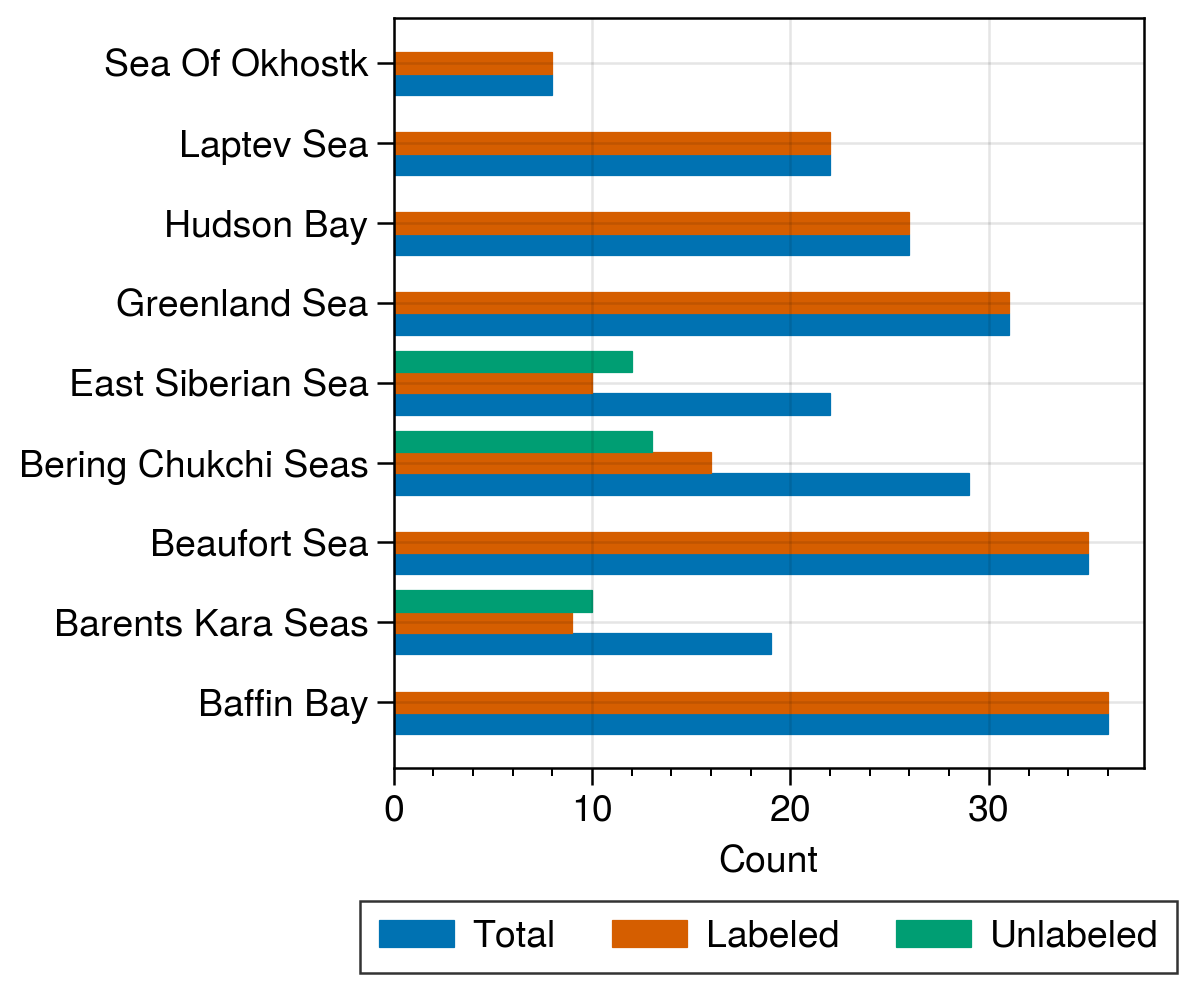 Sea Of Okhostk
Laptev Sea
Hudson Bay
Greenland Sea
East Siberian Sea
Bering Chukchi Seas
Beaufort Sea
Barents Kara Seas
Baffin Bay
0 10 20 30
Count
Total Labeled Unlabeled